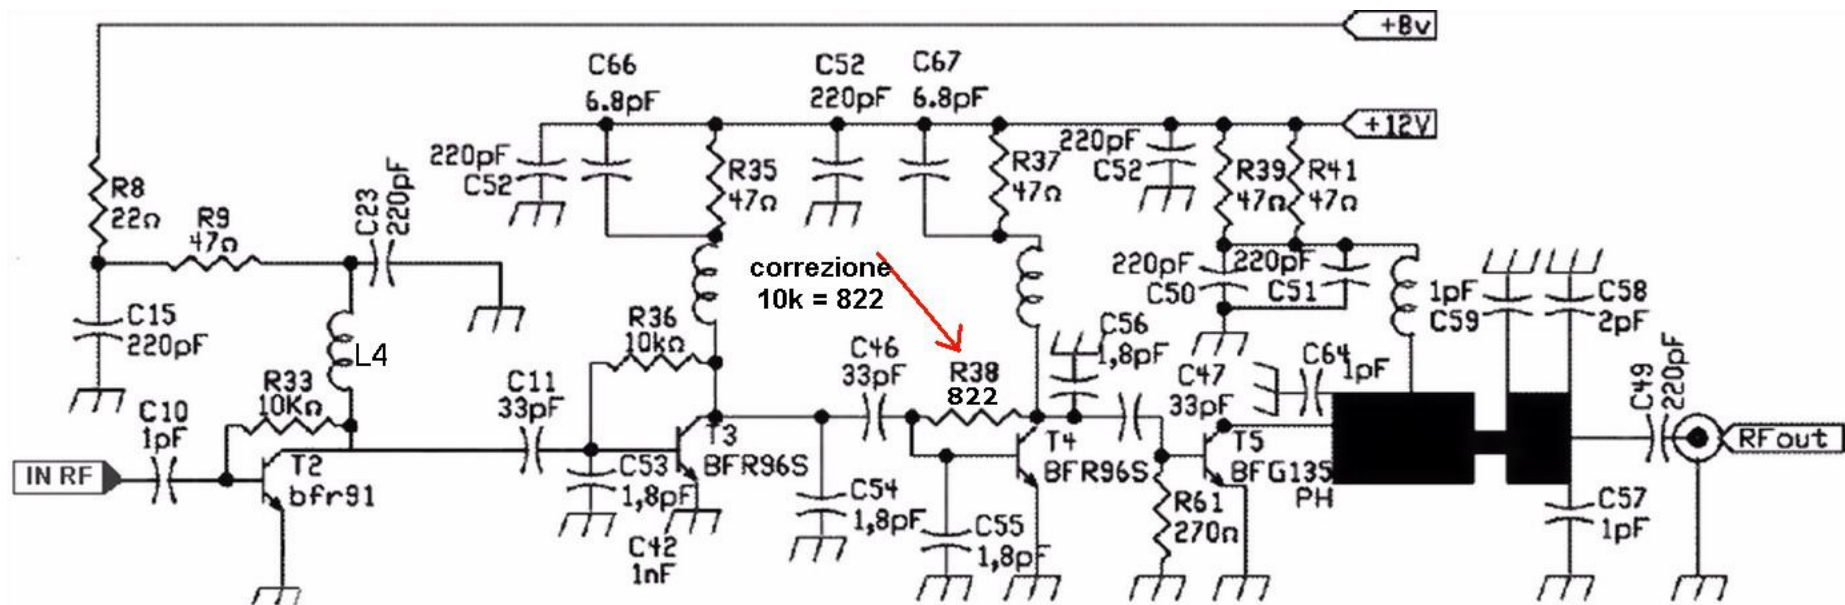 +8v
C66
6.8pF
C52
220pF
C67
6.8pF
+12V
220pF
C52
R35
47Ω
R37
47Ω
220pF
C52
R39
47Ω
R41
47Ω
R8
22Ω
R9
47Ω
C23
220pF
correzione
10k = 822
220pF
C50
220pF
C51
1pF
C59
C58
2pF
C15
220pF
L4
R36
10kΩ
C46
33pF
R38
822
C56
1,8pF
C47
33pF
C64
1pF
C49
220pF
R33
10KΩ
C10
1pF
C11
33pF
IN RF
T2
bfr91
C53
1,8pF
T3
BFR96S
C42
1nF
C54
1,8pF
C55
1,8pF
T4
BFR96S
R61
270Ω
T5
BFG135
PH
C57
1pF
RFout